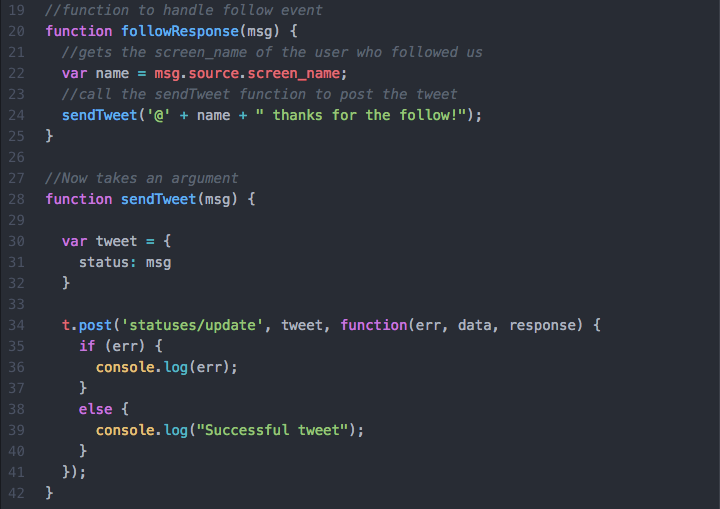 19 //function to handle follow event
20 function followResponse(msg) {
21   //gets the screen_name of the user who followed us
22   var name = msg.source.screen_name;
23   //call the sendTweet function to post the tweet
24   sendTweet('@' + name + " thanks for the follow!");
25 }
26
27 //Now takes an argument
28 function sendTweet(msg) {
29
30   var tweet = {
31     status: msg
32   }
33
34   t.post('statuses/update', tweet, function(err, data, response) {
35     if (err) {
36       console.log(err);
37     }
38     else {
39       console.log("Successful tweet");
40     }
41   });
42 }